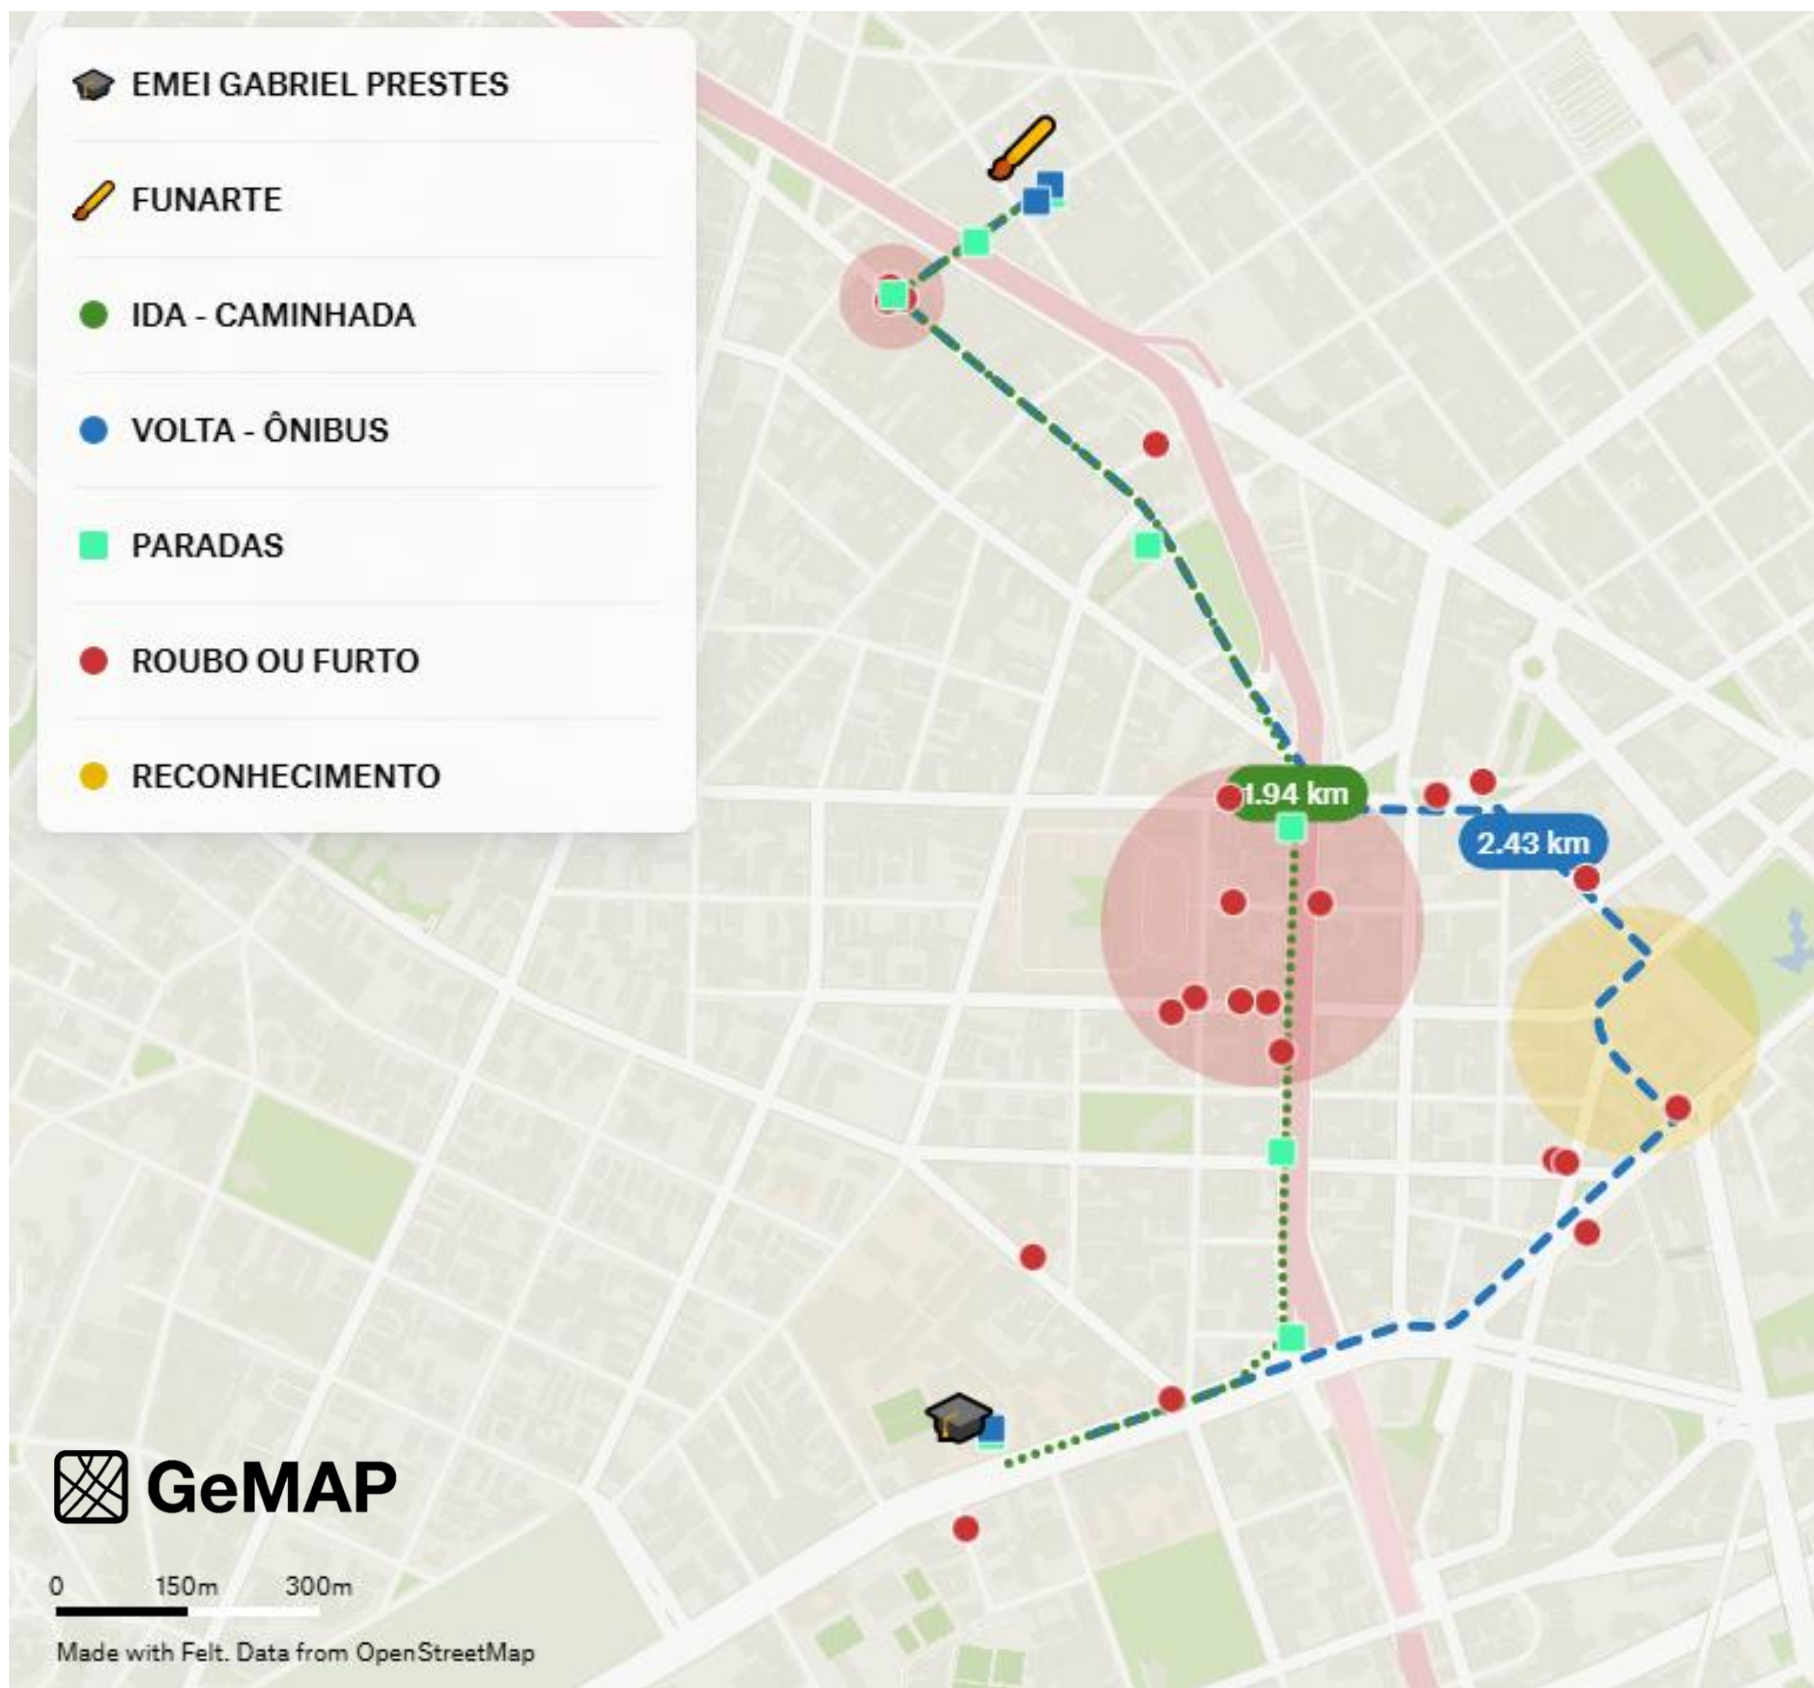 EMEI GABRIEL PRESTES
FUNARTE
IDA - CAMINHADA
VOLTA - ÔNIBUS
PARADAS
ROUBO OU FURTO
RECONHECIMENTO
1.94 km
2.43 km
GeMAP
0 150m 300m
Made with Felt. Data from OpenStreetMap